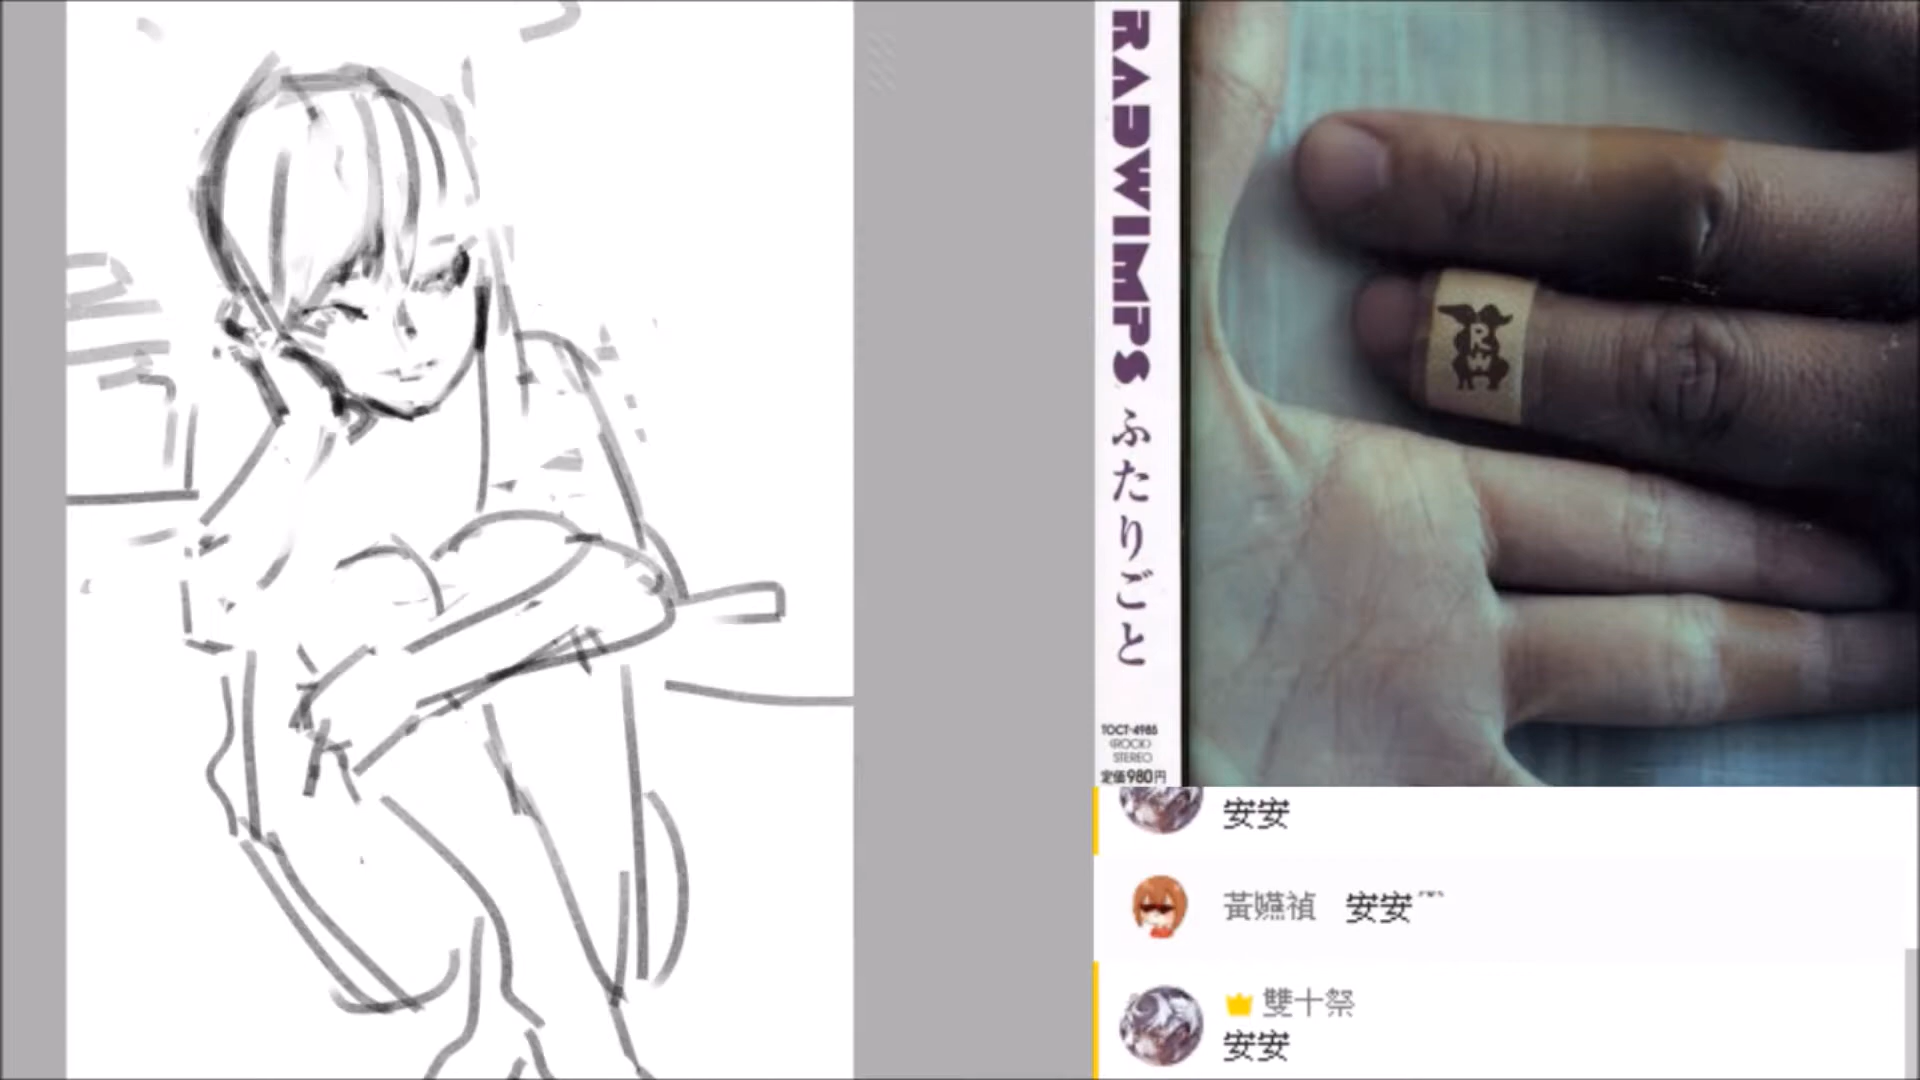 RADWIMPS ふたりごと
TOCT-4985
(ROCK)
STEREO
定価980円
RW
安安
黃嬿禎 安安^^
雙十祭
安安